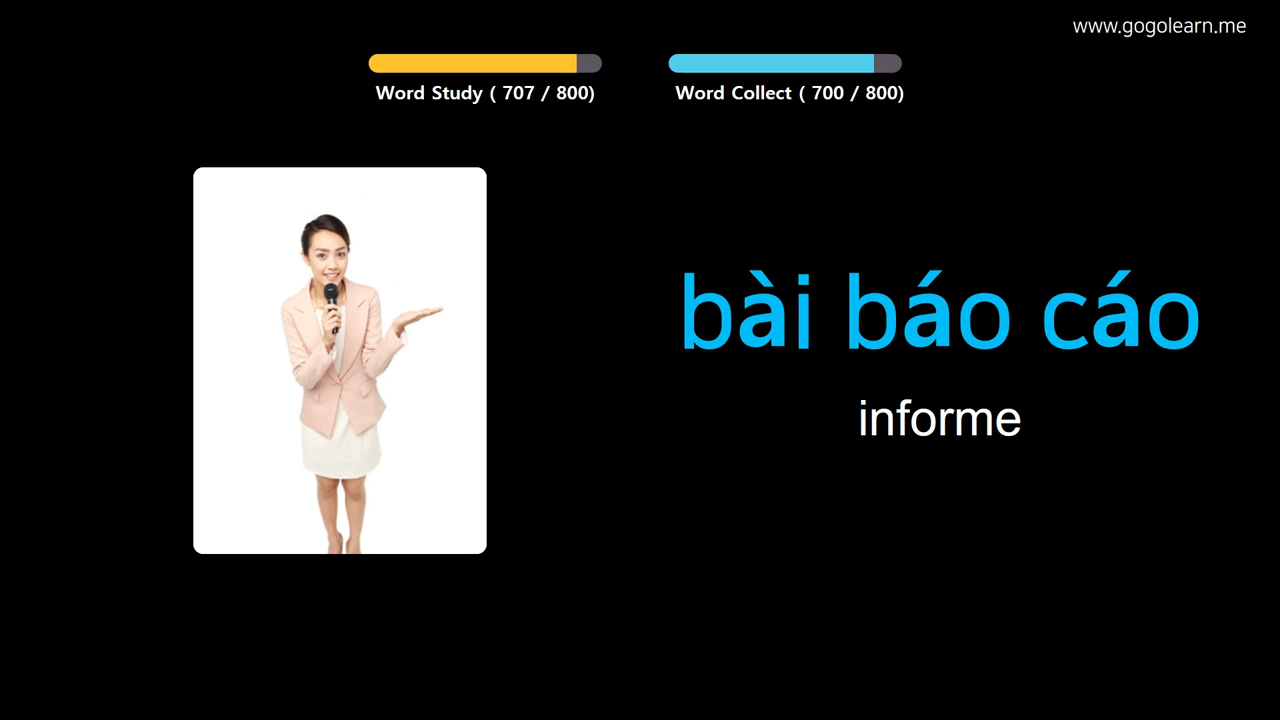 www.gogolearn.me
Word Study ( 707 / 800)
Word Collect ( 700 / 800)
bài báo cáo
informe